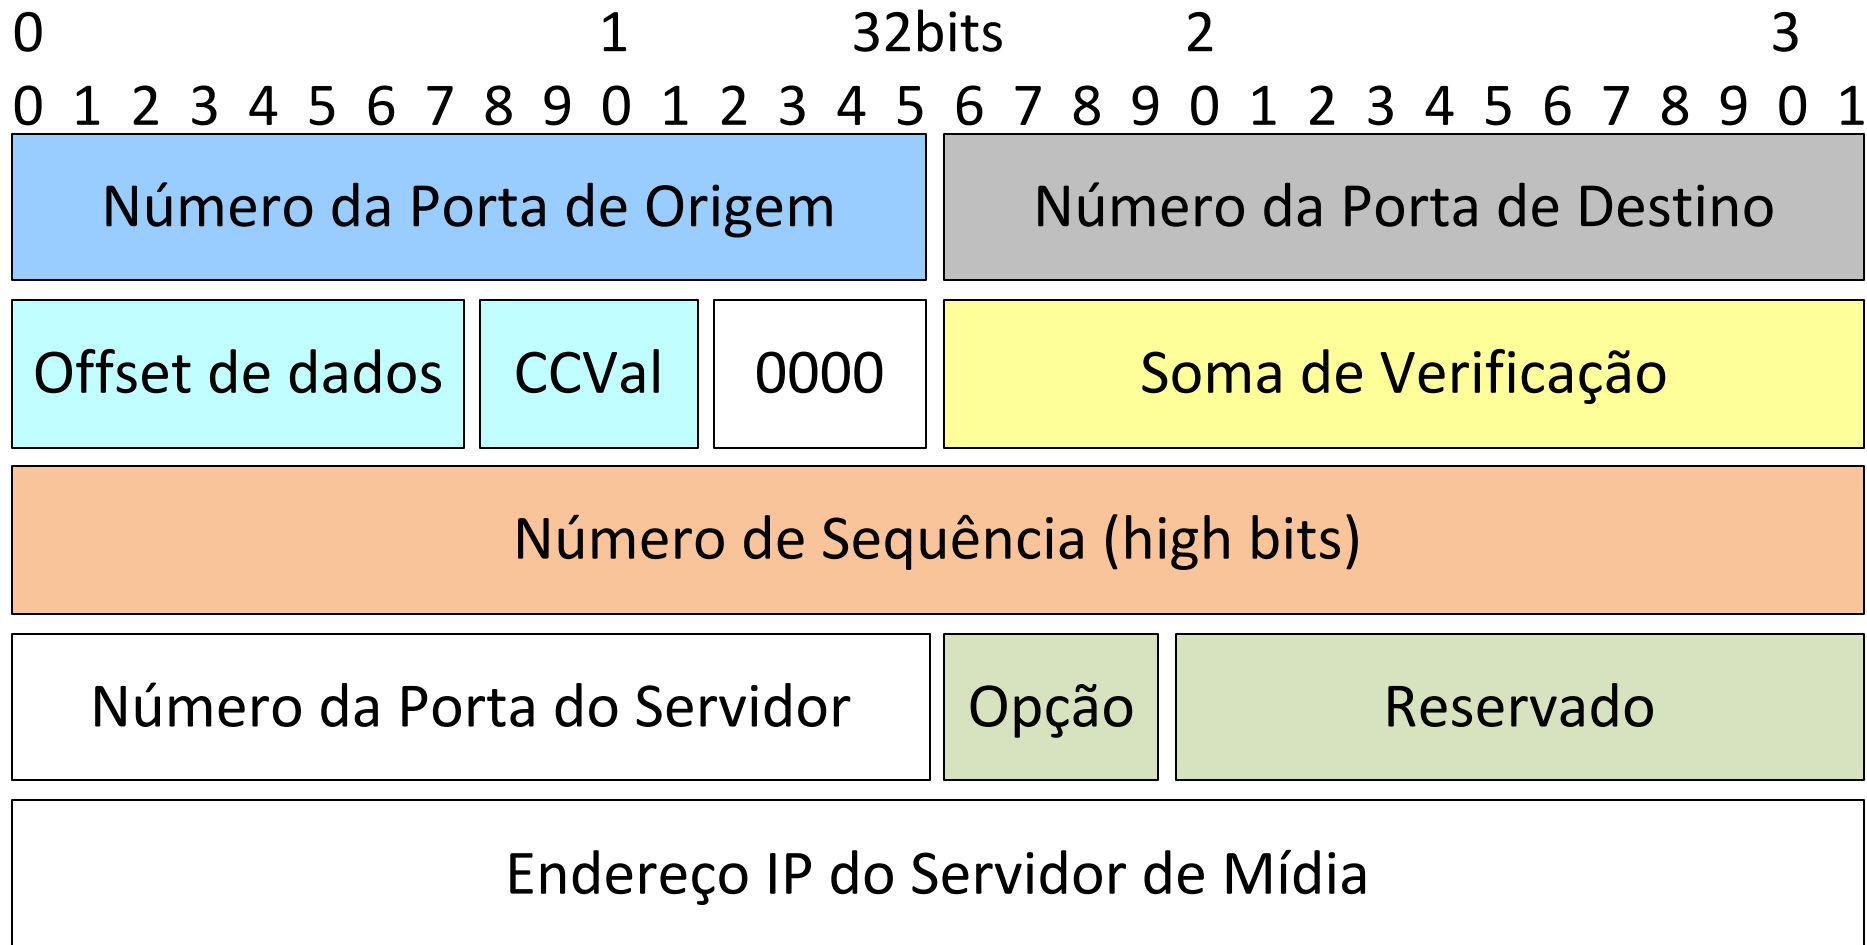 0 1 32bits 2 3
0 1 2 3 4 5 6 7 8 9 0 1 2 3 4 5 6 7 8 9 0 1 2 3 4 5 6 7 8 9 0 1
Número da Porta de Origem Número da Porta de Destino
Offset de dados CCVal 0000 Soma de Verificação
Número de Sequência (high bits)
Número da Porta do Servidor Opção Reservado
Endereço IP do Servidor de Mídia